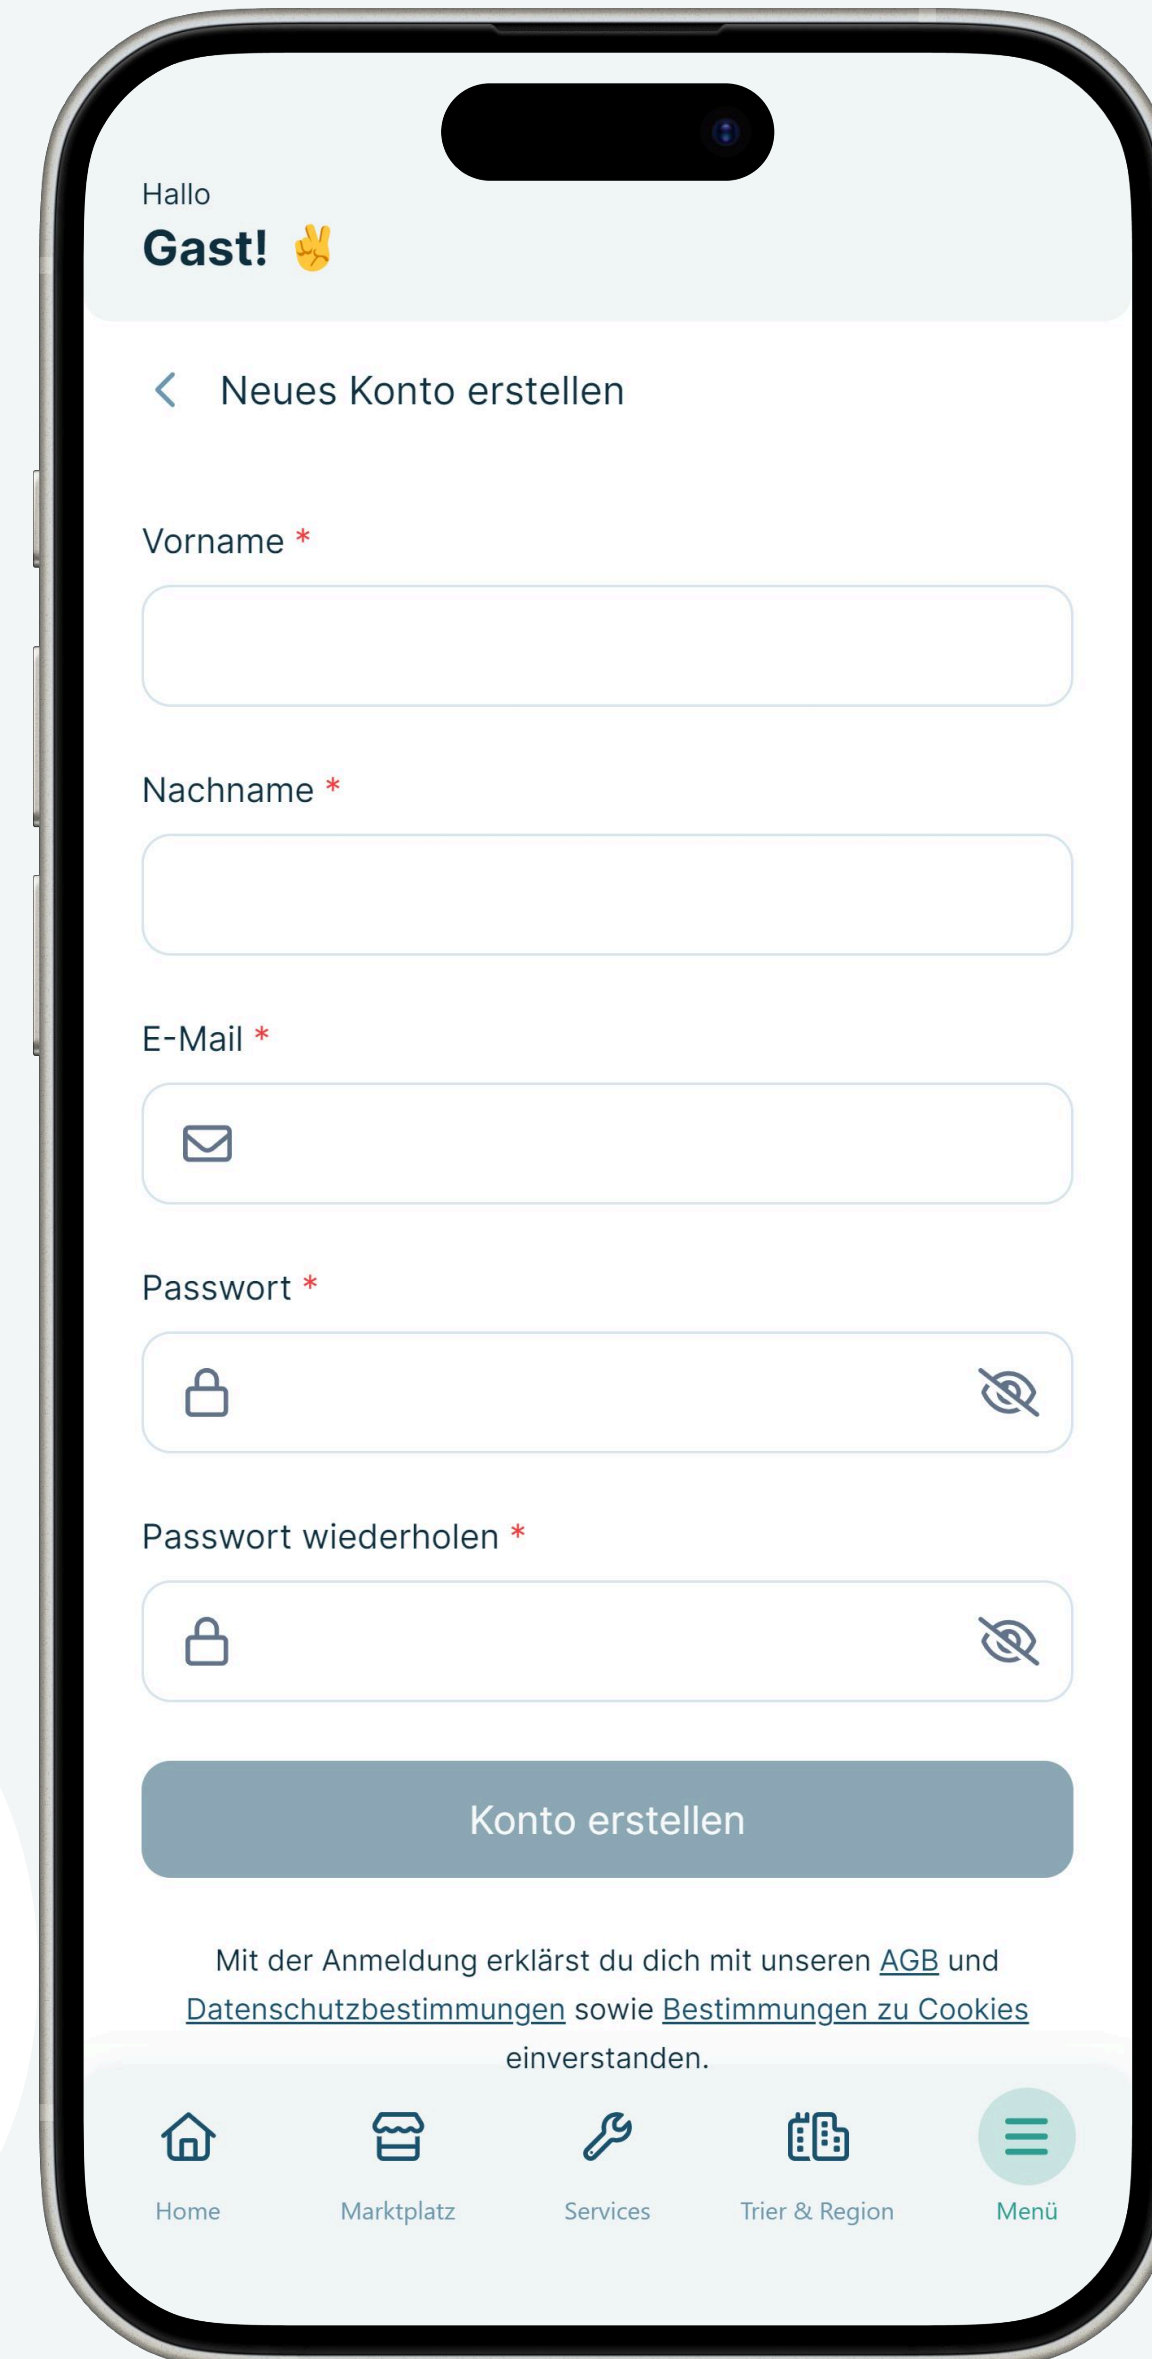 Hallo
Gast! ✌️
Neues Konto erstellen
Vorname *
Nachname *
E-Mail *
Passwort *
Passwort wiederholen *
Konto erstellen
Mit der Anmeldung erklärst du dich mit unseren AGB und
Datenschutzbestimmungen sowie Bestimmungen zu Cookies
einverstanden.
Home Marktplatz Services Trier & Region Menü